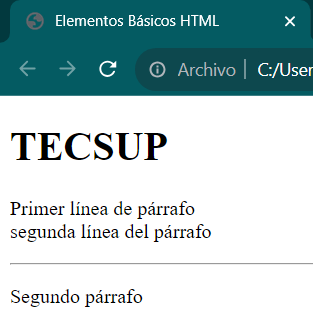 Elementos Básicos HTML
Archivo | C:/User
TECSUP
Primer línea de párrafo
segunda línea del párrafo
Segundo párrafo